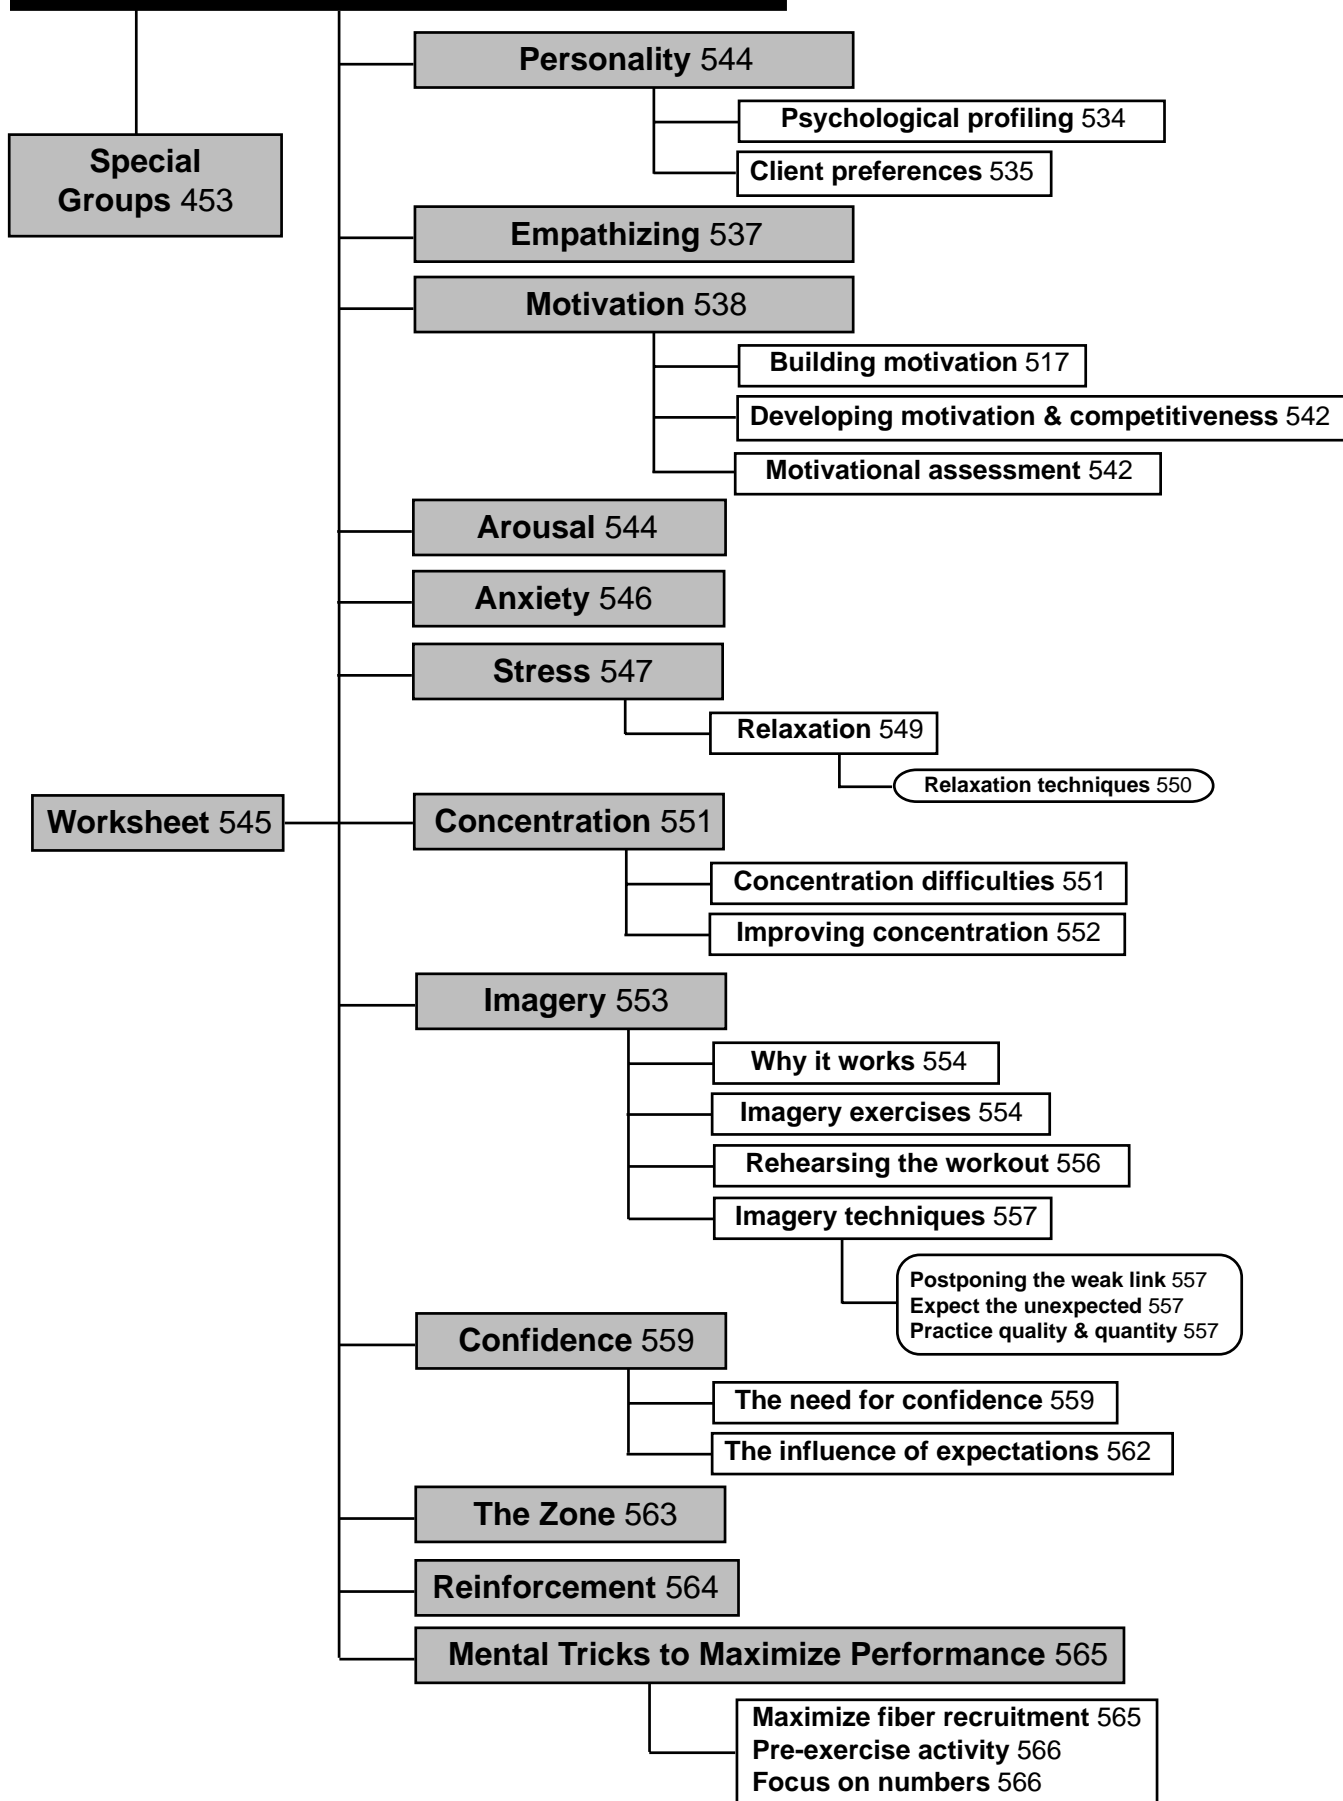 Personality 544
Psychological profiling 534
Client preferences 535
Special
Groups 453
Empathizing 537
Motivation 538
Building motivation 517
Developing motivation & competitiveness 542
Motivational assessment 542
Arousal 544
Anxiety 546
Stress 547
Relaxation 549
Relaxation techniques 550
Worksheet 545
Concentration 551
Concentration difficulties 551
Improving concentration 552
Imagery 553
Why it works 554
Imagery exercises 554
Rehearsing the workout 556
Imagery techniques 557
Postponing the weak link 557
Expect the unexpected 557
Practice quality & quantity 557
Confidence 559
The need for confidence 559
The influence of expectations 562
The Zone 563
Reinforcement 564
Mental Tricks to Maximize Performance 565
Maximize fiber recruitment 565
Pre-exercise activity 566
Focus on numbers 566